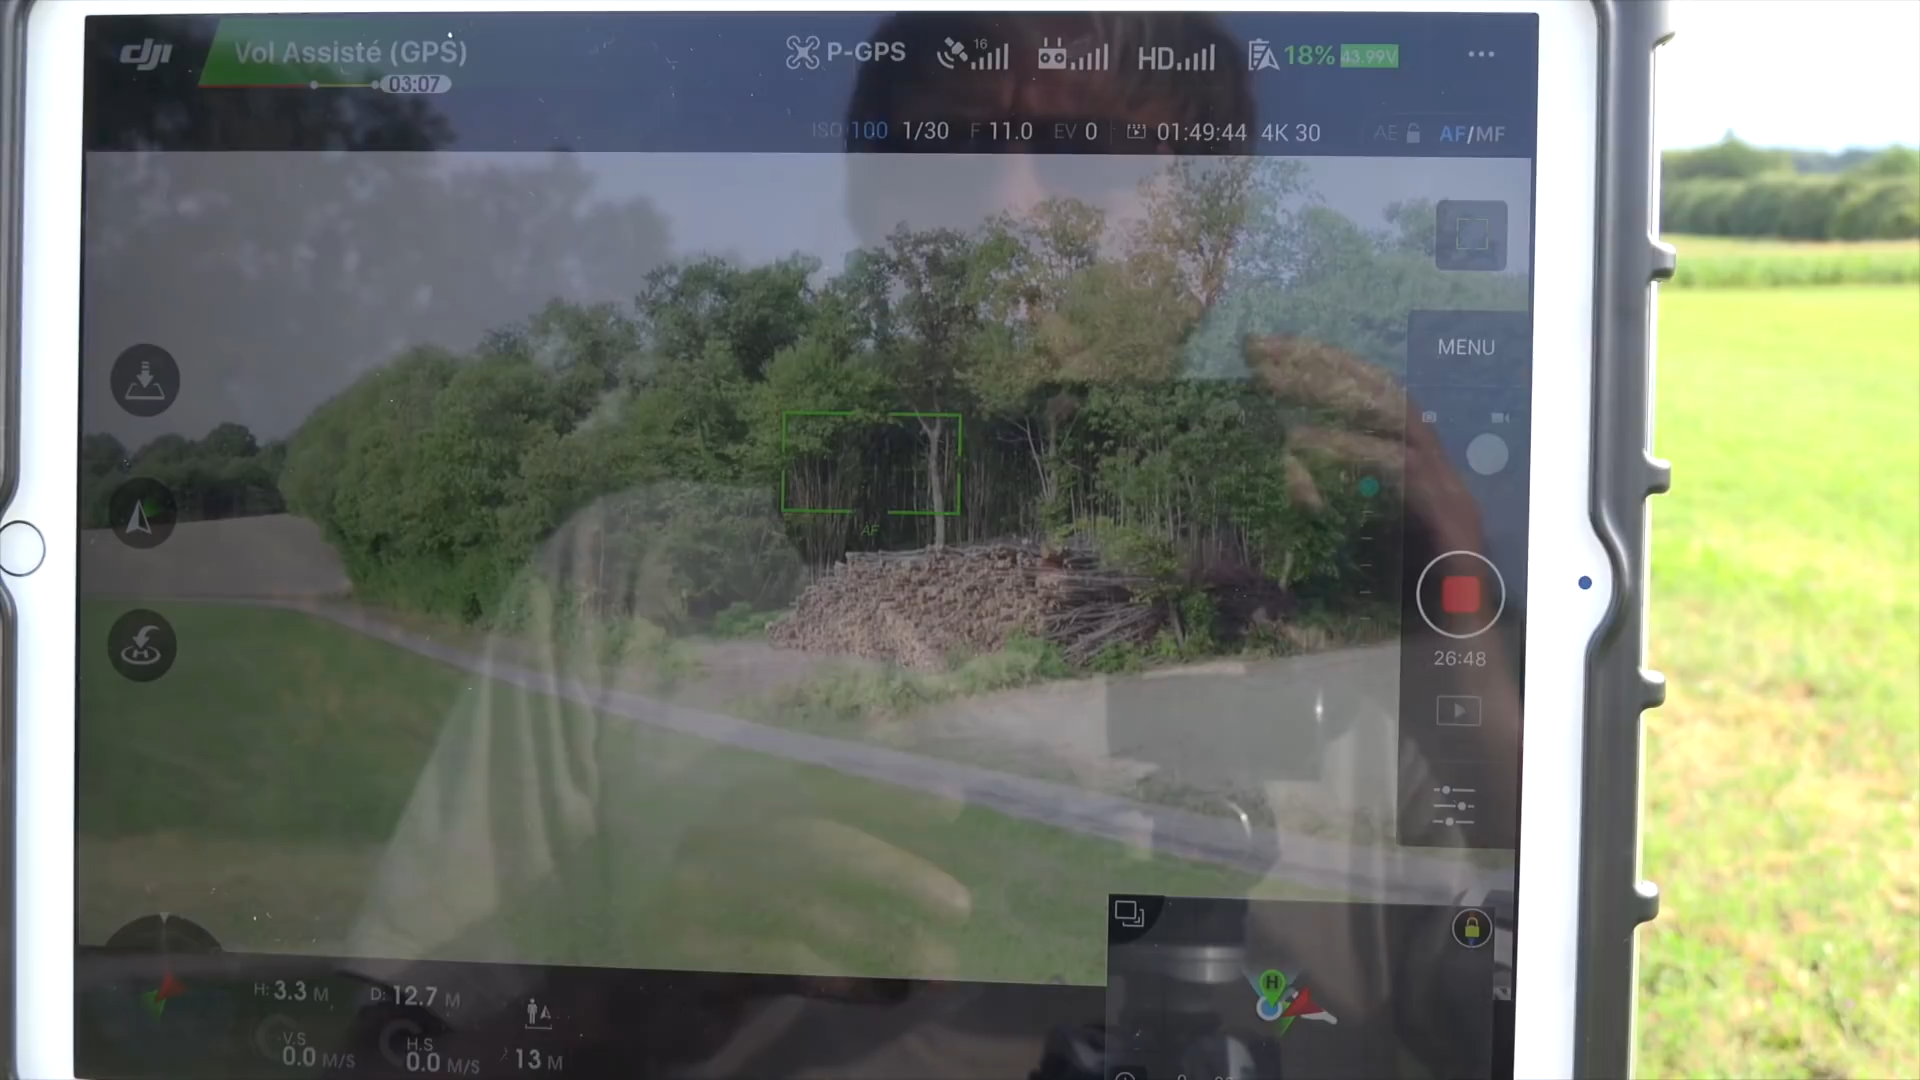 dji Vol Assisté (GPS) P-GPS 16 HD 18% 43.99V
03:07
ISO 100 1/30 F 11.0 EV 0 01:49:44 4K 30 AE AF/MF
MENU
AF
26:48
H: 3.3 M D: 12.7 M
V.S 0.0 M/S H.S 0.0 M/S 13 M
H